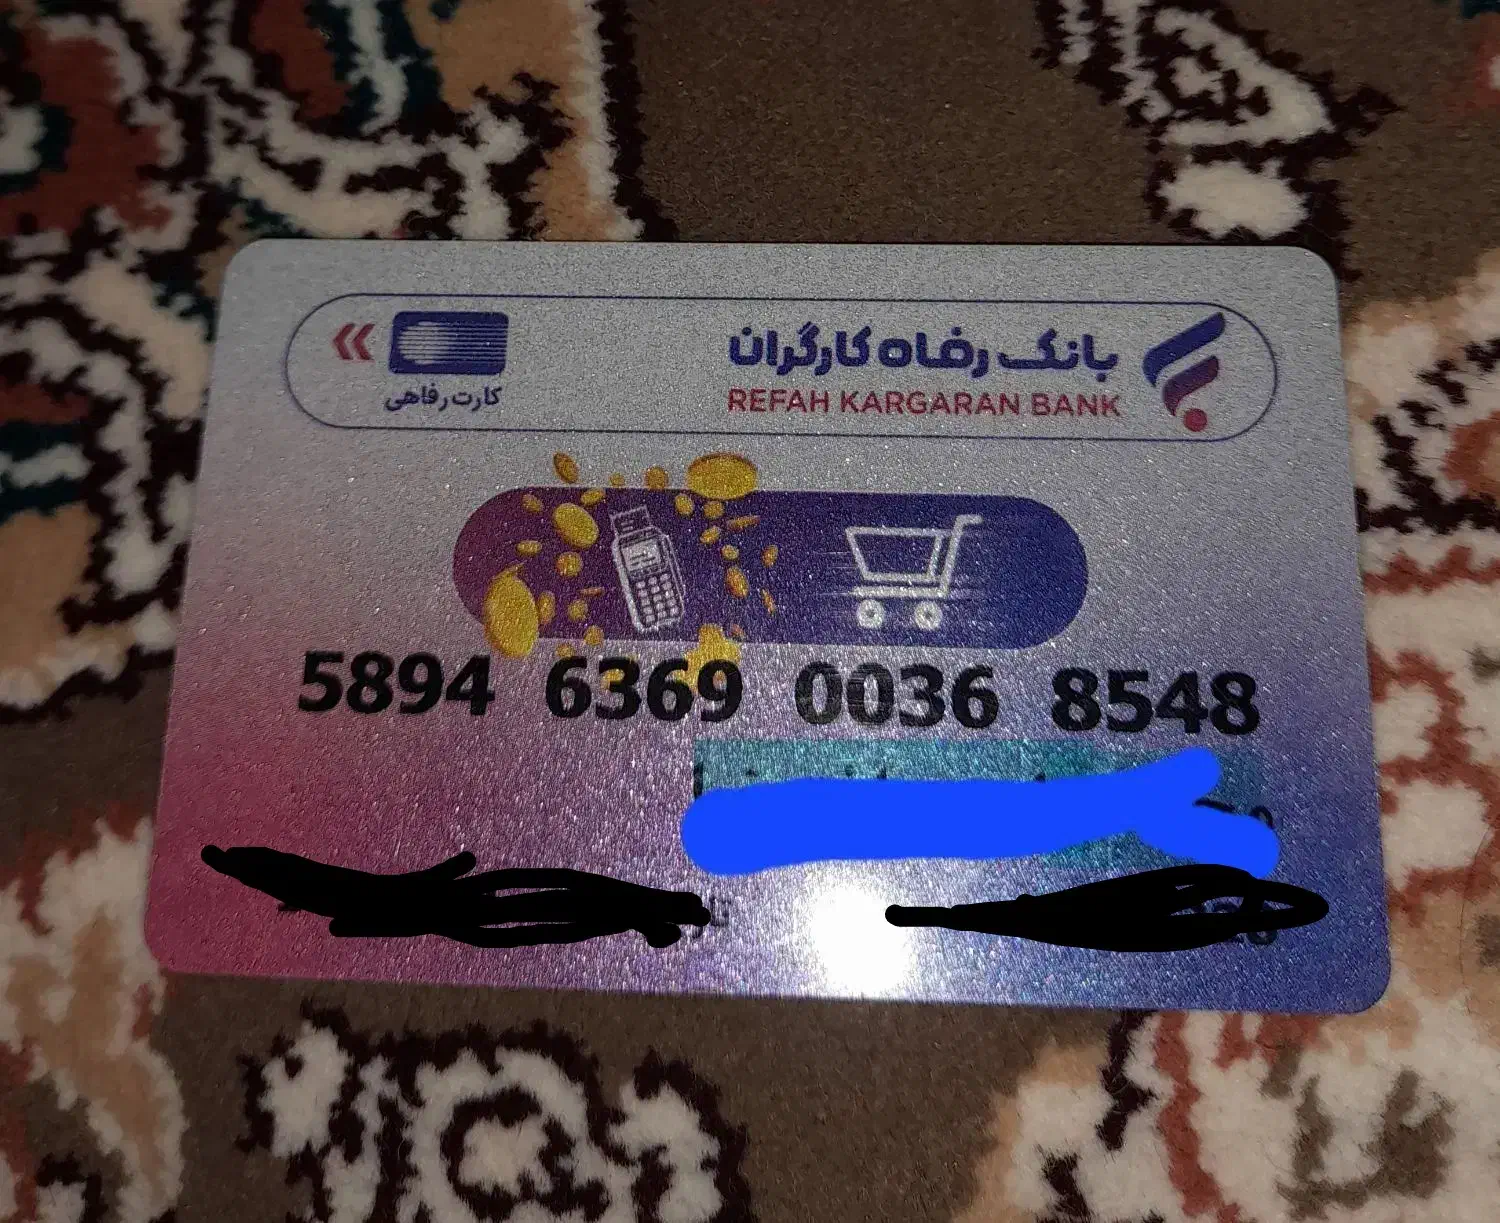 بانک رفاه کارگران
REFAH KARGARAN BANK
کارت رفاهی
5894 6369 0036 8548